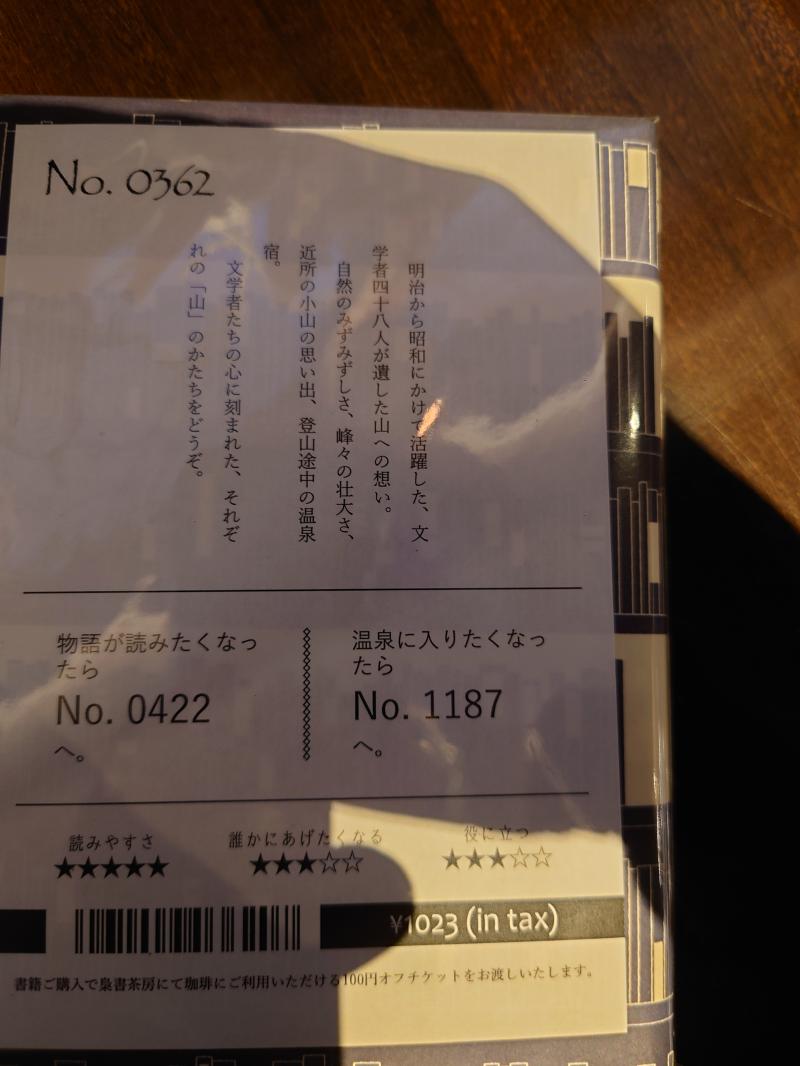 No. 0362
明治から昭和にかけて活躍した、文
学者四十八人が遺した山への想い。
自然のみずみずしさ、峰々の壮大さ、
近所の小山の思い出、登山途中の温泉
宿。
文学者たちの心に刻まれた、それぞ
れの「山」のかたちをどうぞ。
物語が読みたくなっ
たら
No. 0422
へ。
温泉に入りたくなっ
たら
No. 1187
へ。
読みやすさ
★★★★★
誰かにあげたくなる
★★★☆☆
役に立つ
★★★☆☆
¥1023 (in tax)
書籍ご購入で梟書茶房にて珈琲にご利用いただける100円オフチケットをお渡しいたします。